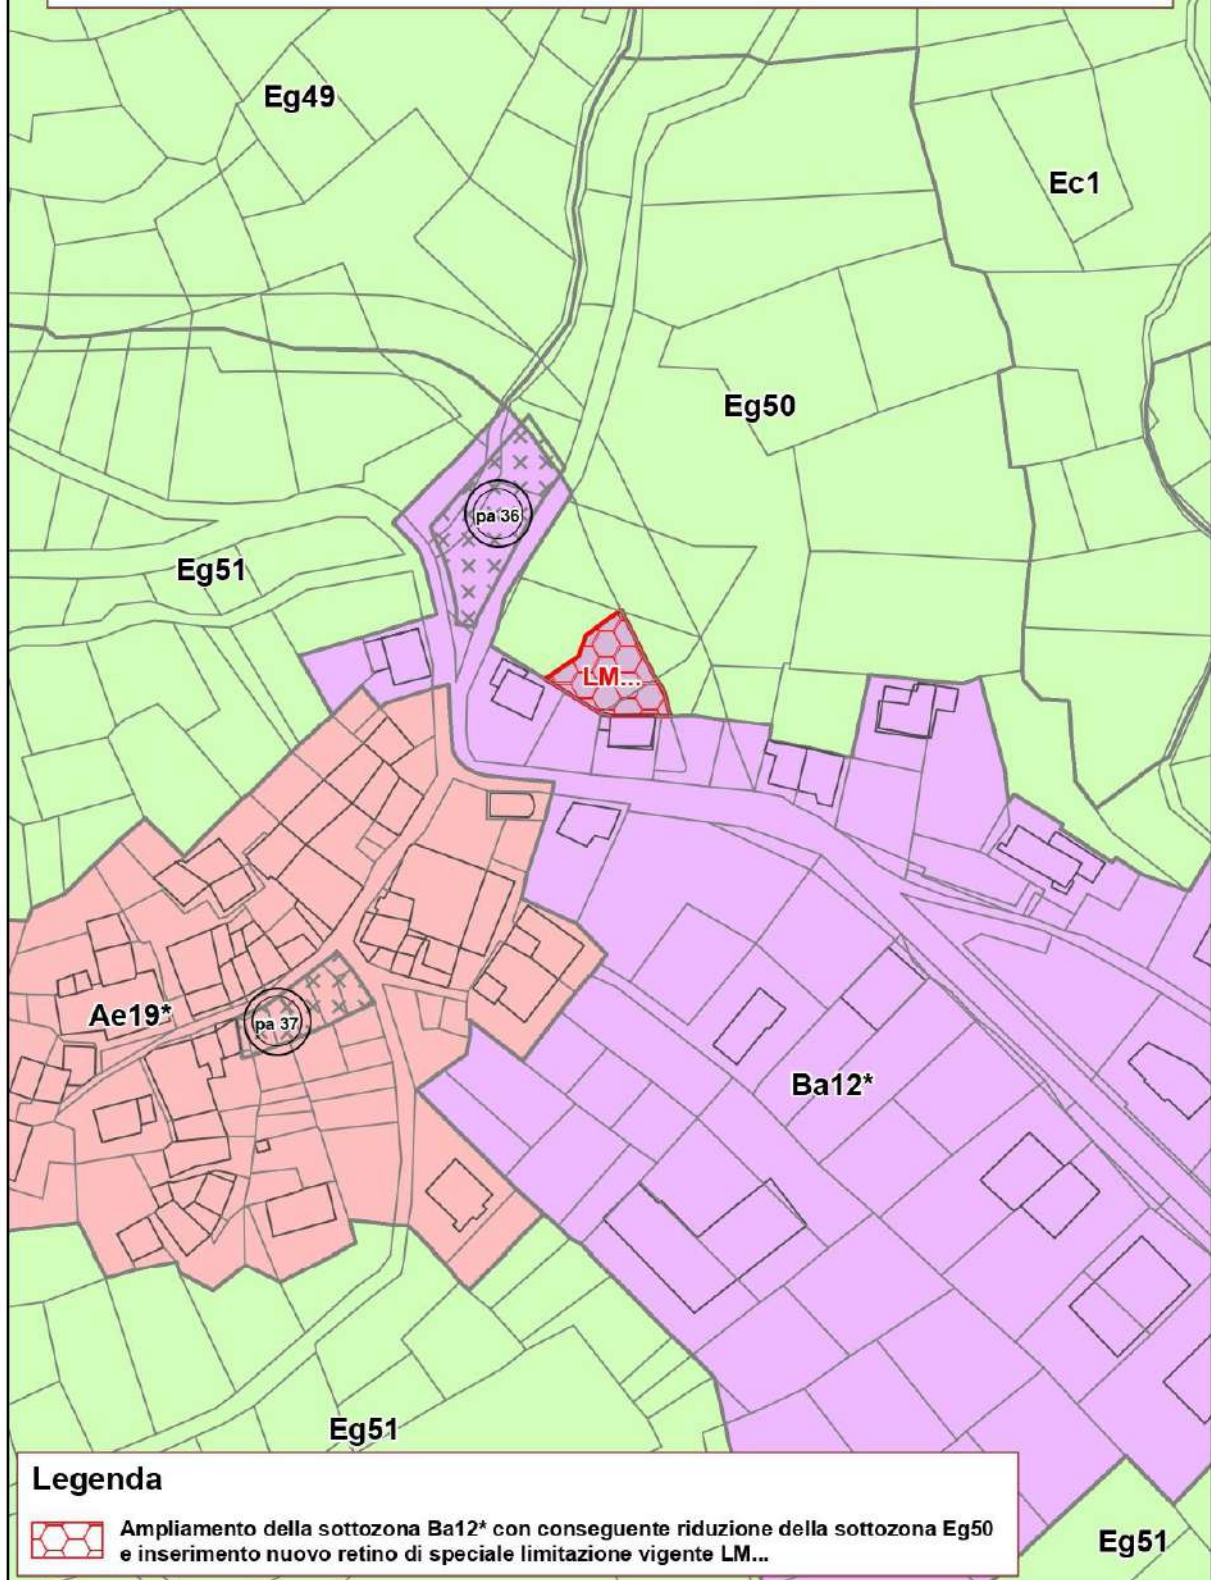 Eg49
Ec1
Eg50
pa 36
Eg51
LM...
Ae19*
pa 37
Ba12*
Eg51
Legenda
Ampliamento della sottozona Ba12* con conseguente riduzione della sottozona Eg50
e inserimento nuovo retino di speciale limitazione vigente LM...
Eg51